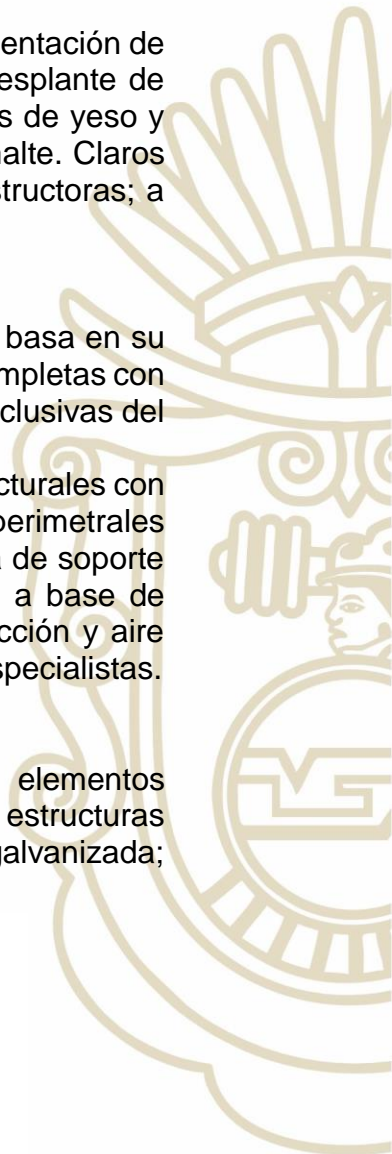 entación de
esplante de
s de yeso y
nalte. Claros
structoras; a
basa en su
mpletas con
clusivas del
cturales con
perimetrales
a de soporte
a base de
cción y aire
specialistas.
elementos
estructuras
galvanizada;